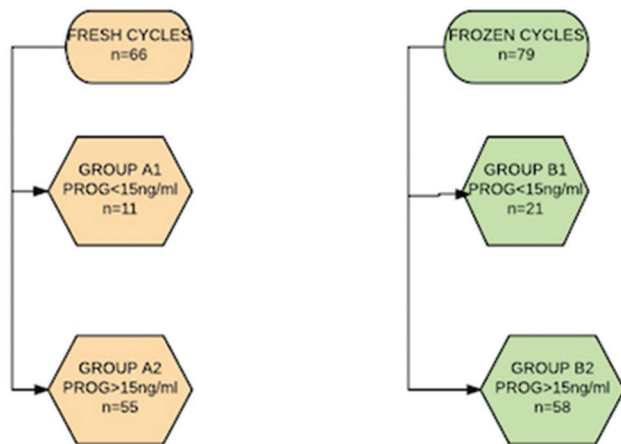 FRESH CYCLES
n=66
GROUP A1
PROG<15ng/ml
n=11
GROUP A2
PROG>15ng/ml
n=55
FROZEN CYCLES
n=79
GROUP B1
PROG<15ng/ml
n=21
GROUP B2
PROG>15ng/ml
n=58